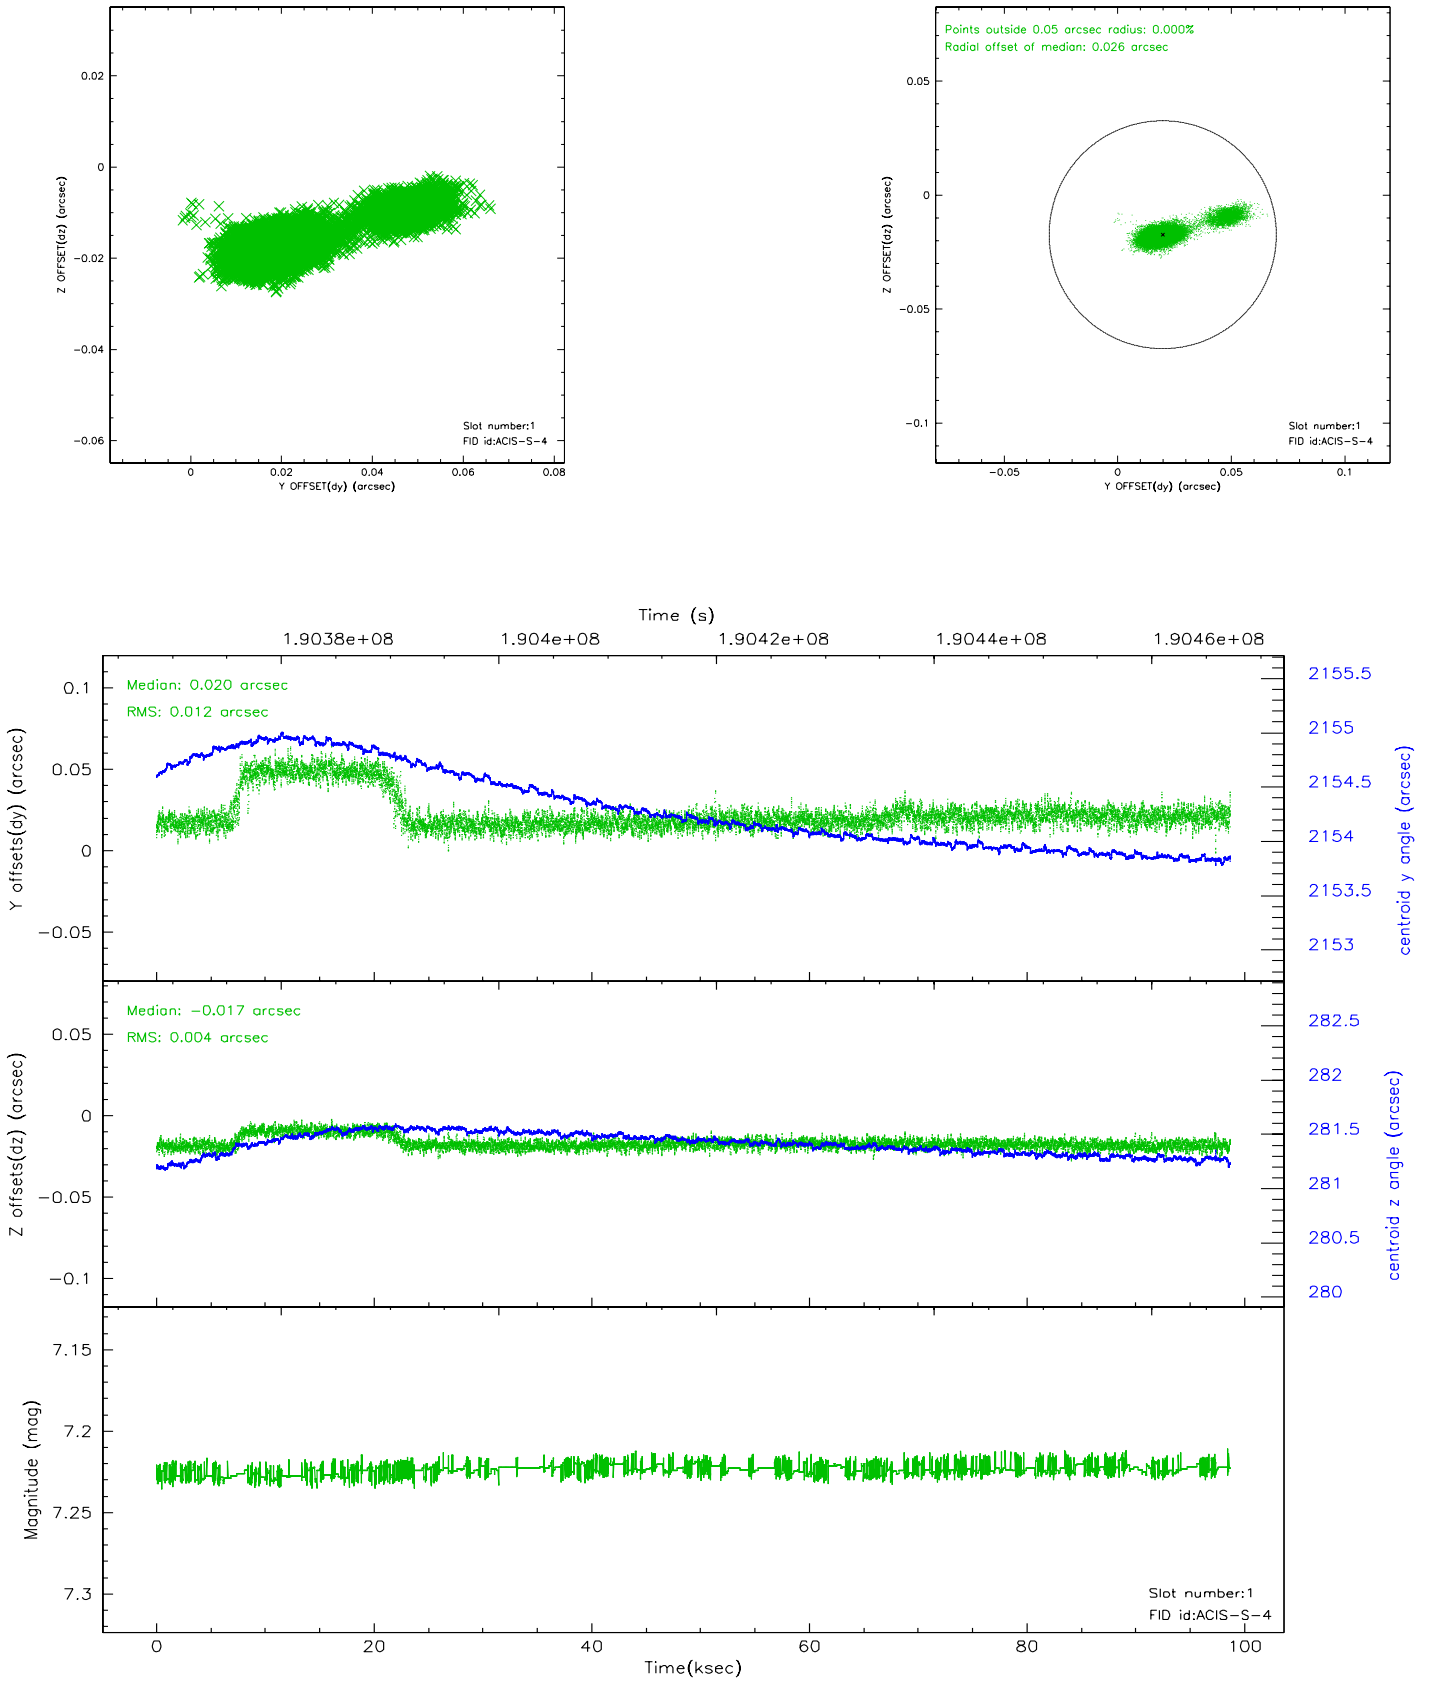 0.02
0
−0.02
−0.04
−0.06
Z OFFSET(dz) (arcsec)
Slot number:1
FID id:ACIS−S−4
0 0.02 0.04 0.06 0.08
Y OFFSET(dy) (arcsec)
Points outside 0.05 arcsec radius: 0.000%
Radial offset of median: 0.026 arcsec
0.05
0
−0.05
−0.1
Z OFFSET(dz) (arcsec)
Slot number:1
FID id:ACIS−S−4
−0.05 0 0.05 0.1
Y OFFSET(dy) (arcsec)
Time (s)
1.9038e+08 1.904e+08 1.9042e+08 1.9044e+08 1.9046e+08
Median: 0.020 arcsec
RMS: 0.012 arcsec
0.1
0.05
0
−0.05
Y offsets(dy) (arcsec)
2155.5
2155
2154.5
2154
2153.5
2153
centroid y angle (arcsec)
Median: −0.017 arcsec
RMS: 0.004 arcsec
0.05
0
−0.05
−0.1
Z offsets(dz) (arcsec)
282.5
282
281.5
281
280.5
280
centroid z angle (arcsec)
7.15
7.2
7.25
7.3
Magnitude (mag)
Slot number:1
FID id:ACIS−S−4
0 20 40 60 80 100
Time(ksec)